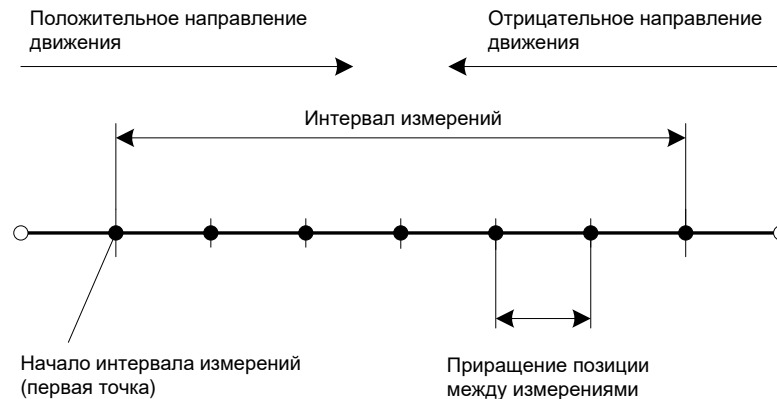 Положительное направление
движения
Отрицательное направление
движения
Интервал измерений
Начало интервала измерений
(первая точка)
Приращение позиции
между измерениями